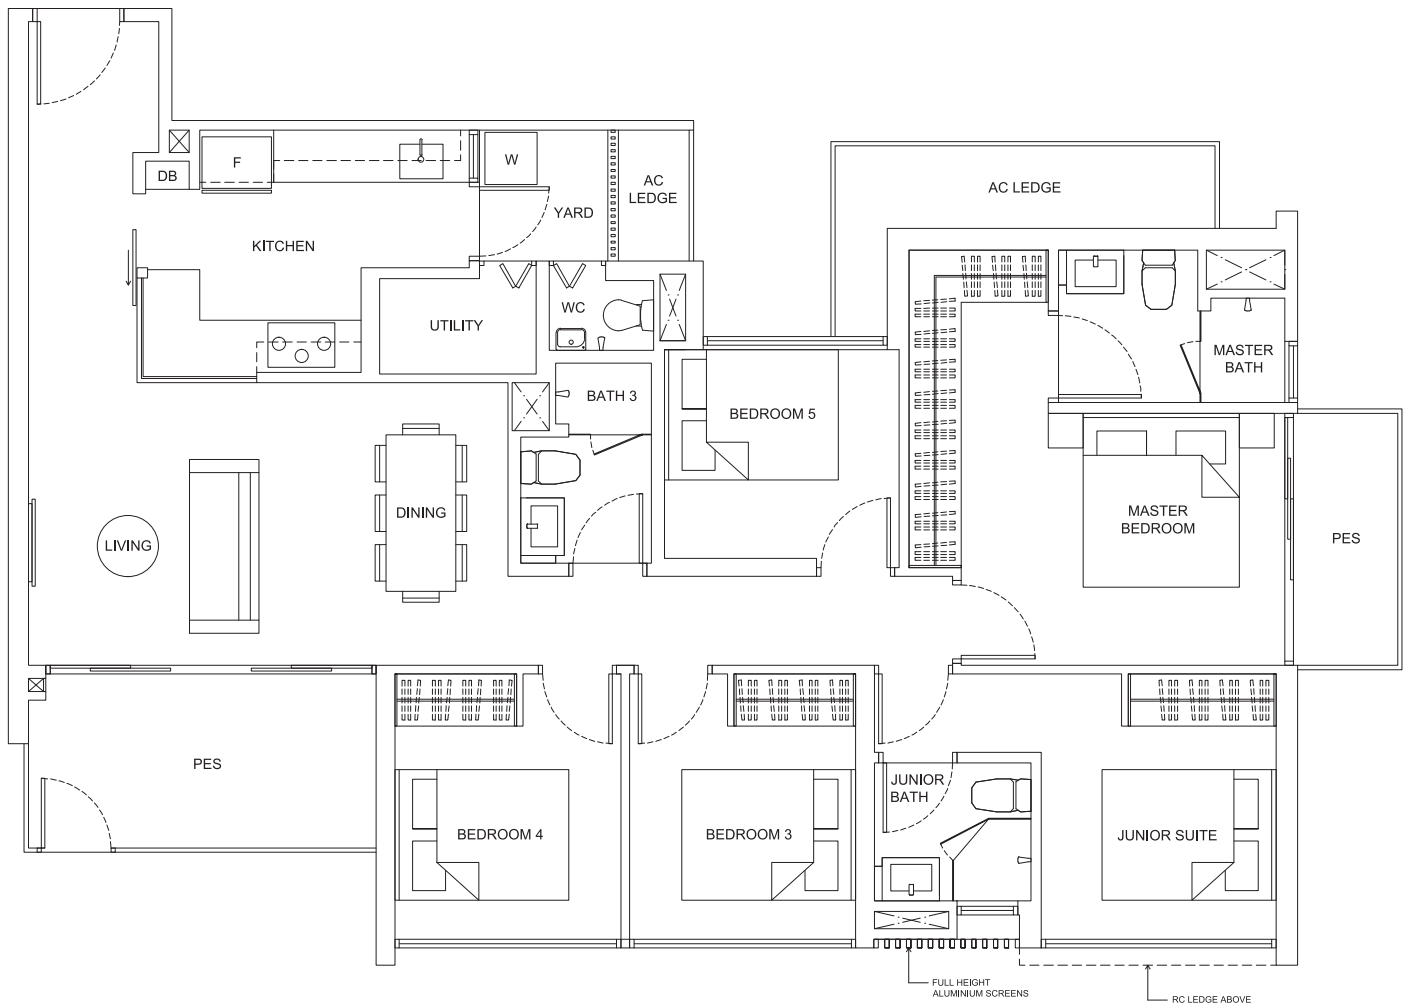 F
W
DB
AC
LEDGE
AC LEDGE
YARD
KITCHEN
WC
UTILITY
MASTER
BATH
BATH 3
BEDROOM 5
DINING
MASTER
BEDROOM
LIVING
PES
PES
JUNIOR
BATH
BEDROOM 4
BEDROOM 3
JUNIOR SUITE
FULL HEIGHT
ALUMINIUM SCREENS
RC LEDGE ABOVE